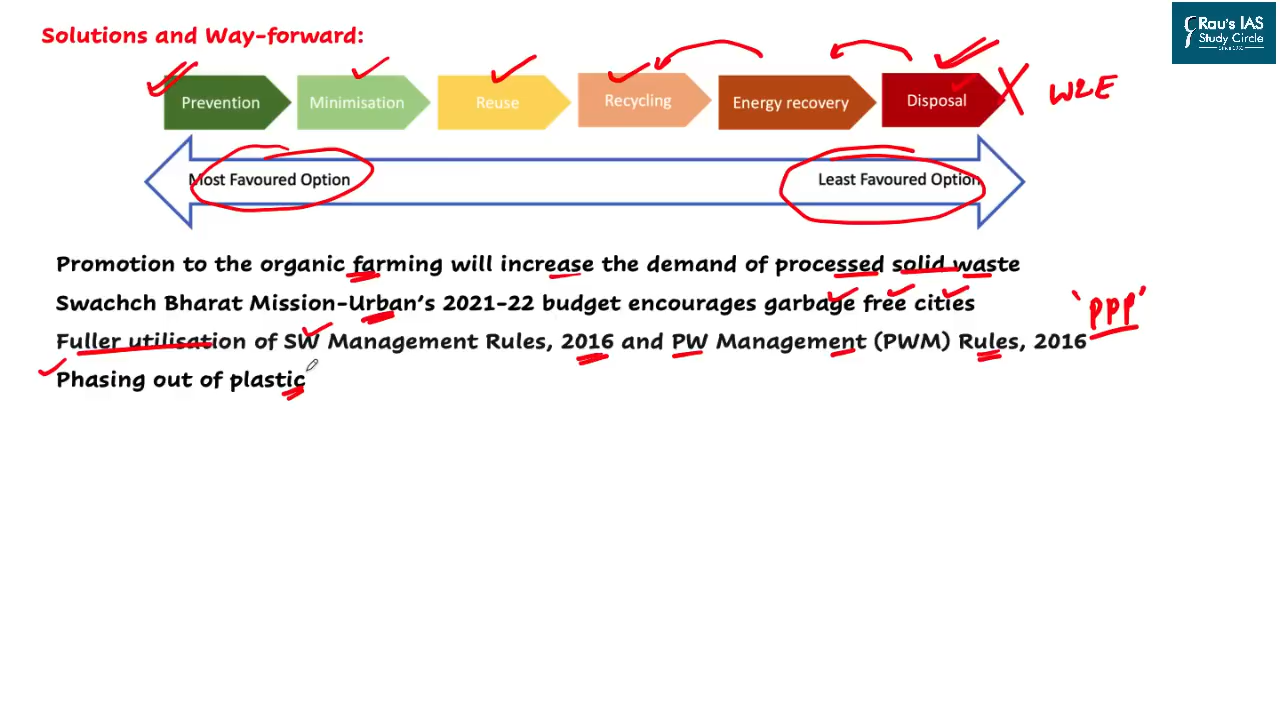 Solutions and Way-forward:
Rau's IAS
Study Circle
Since 1953
Prevention
Minimisation
Reuse
Recycling
Energy recovery
Disposal
W2E
Most Favoured Option
Least Favoured Option
Promotion to the organic farming will increase the demand of processed solid waste
Swachch Bharat Mission-Urban's 2021-22 budget encourages garbage free cities
'PPP'
Fuller utilisation of SW Management Rules, 2016 and PW Management (PWM) Rules, 2016
Phasing out of plastic